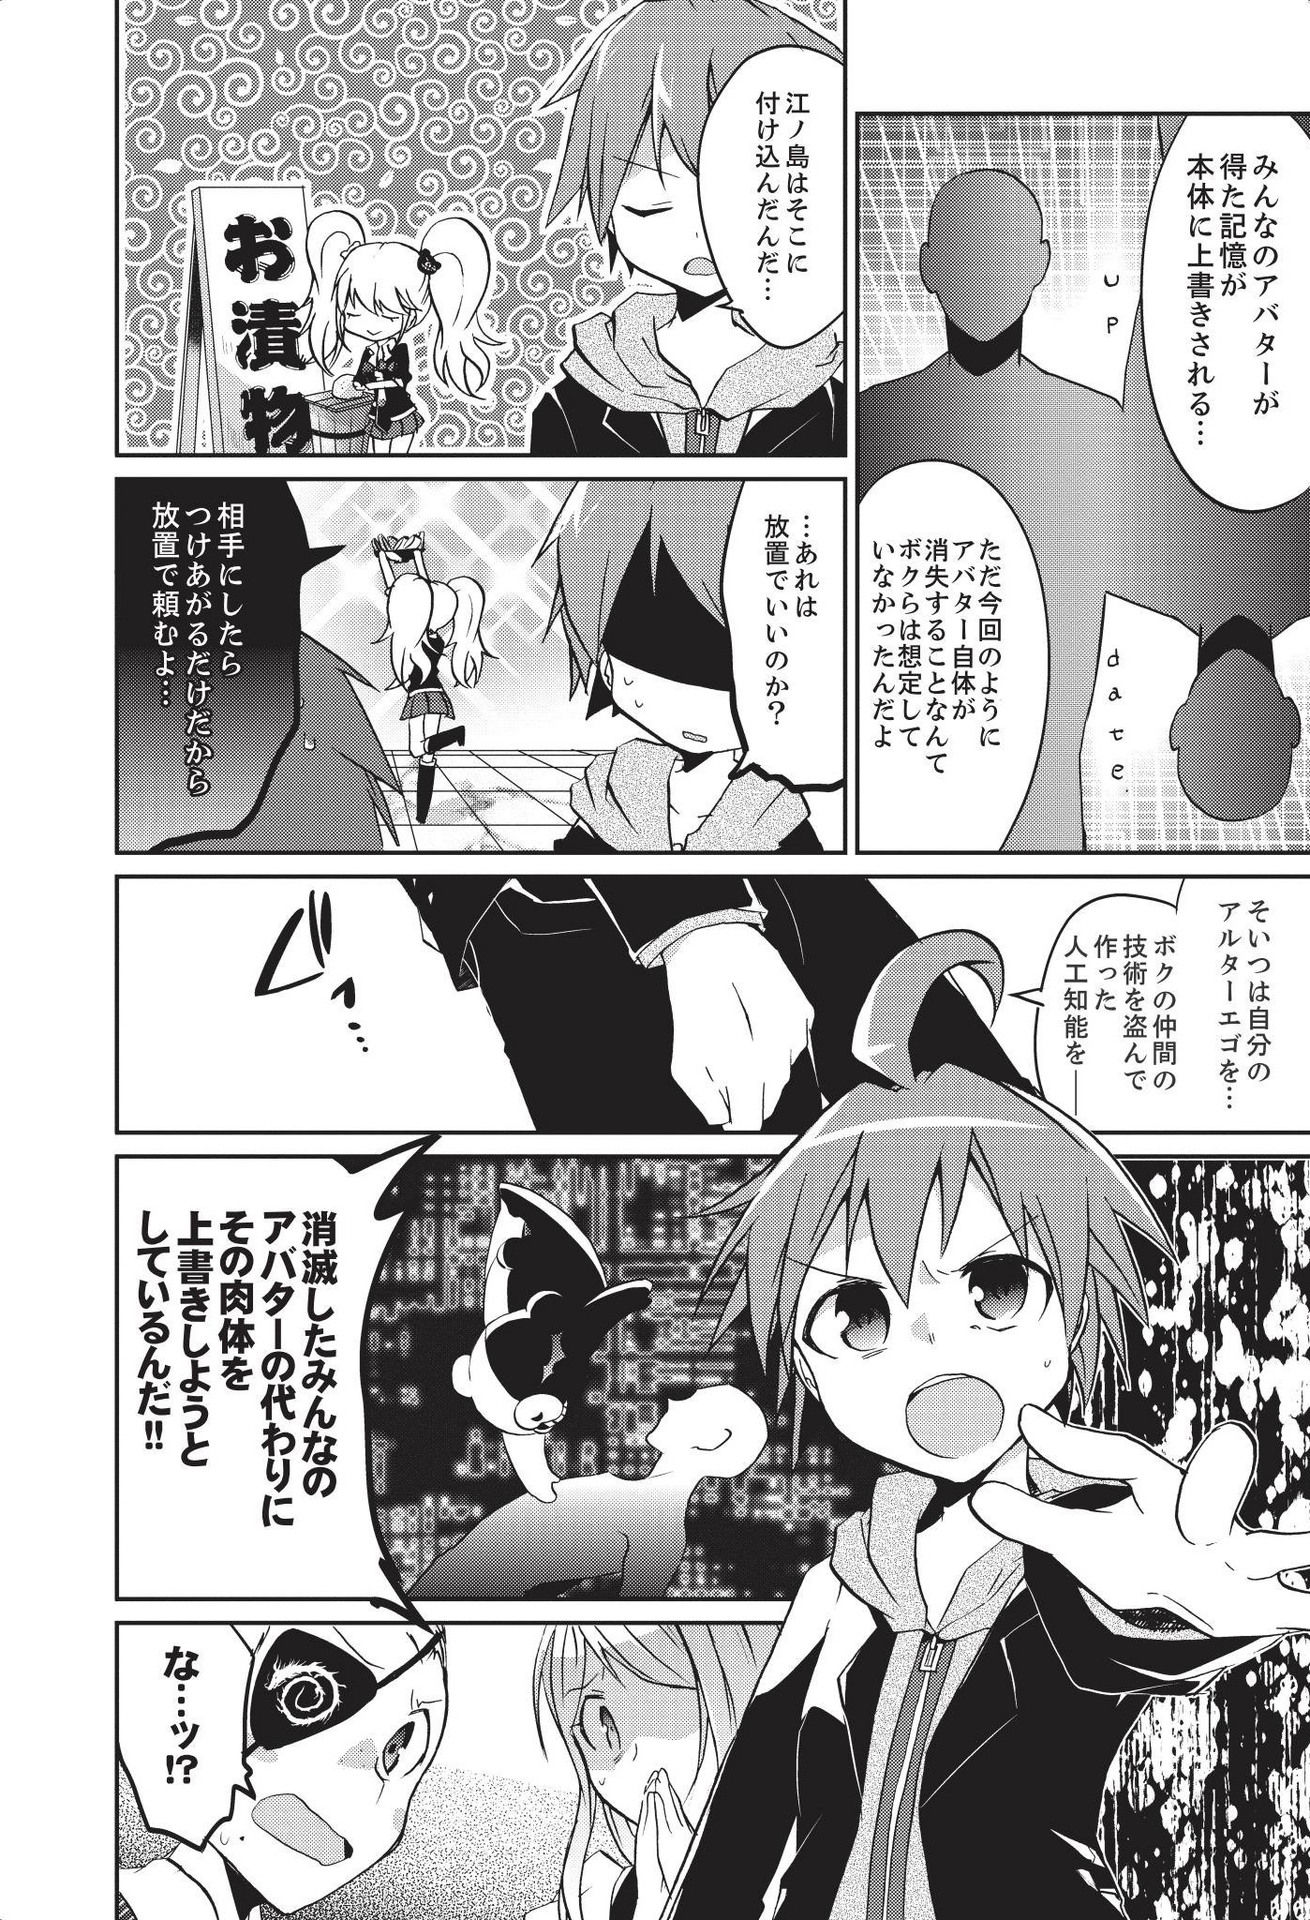 みんなのアバターが
得た記憶が
本体に上書きされる…
up
date
ただ今回のように
アバター自体が
消失することなんて
ボクらは想定して
いなかったんだよ
江ノ島はそこに
付け込んだんだ…
お漬物
…あれは
放置でいいのか?
相手にしたら
つけあがるだけだから
放置で頼むよ…
そいつは自分の
アルターエゴを…
ボクの仲間の
技術を盗んで
作った
人工知能を――
消滅したみんなの
アバターの代わりに
その肉体を
上書きしようと
しているんだ!!
な…ッ!?